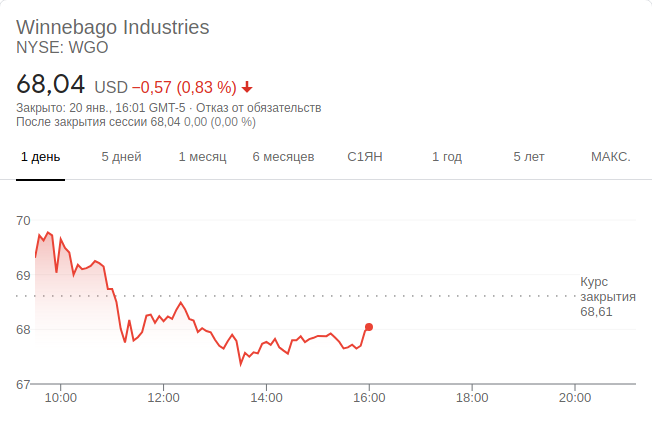 Winnebago Industries
NYSE: WGO
68,04 USD −0,57 (0,83 %)
Закрыто: 20 янв., 16:01 GMT-5 · Отказ от обязательств
После закрытия сессии 68,04 0,00 (0,00 %)
1 день 5 дней 1 месяц 6 месяцев С1ЯН 1 год 5 лет МАКС.
70
69
Курс
закрытия
68,61
68
67
10:00 12:00 14:00 16:00 18:00 20:00